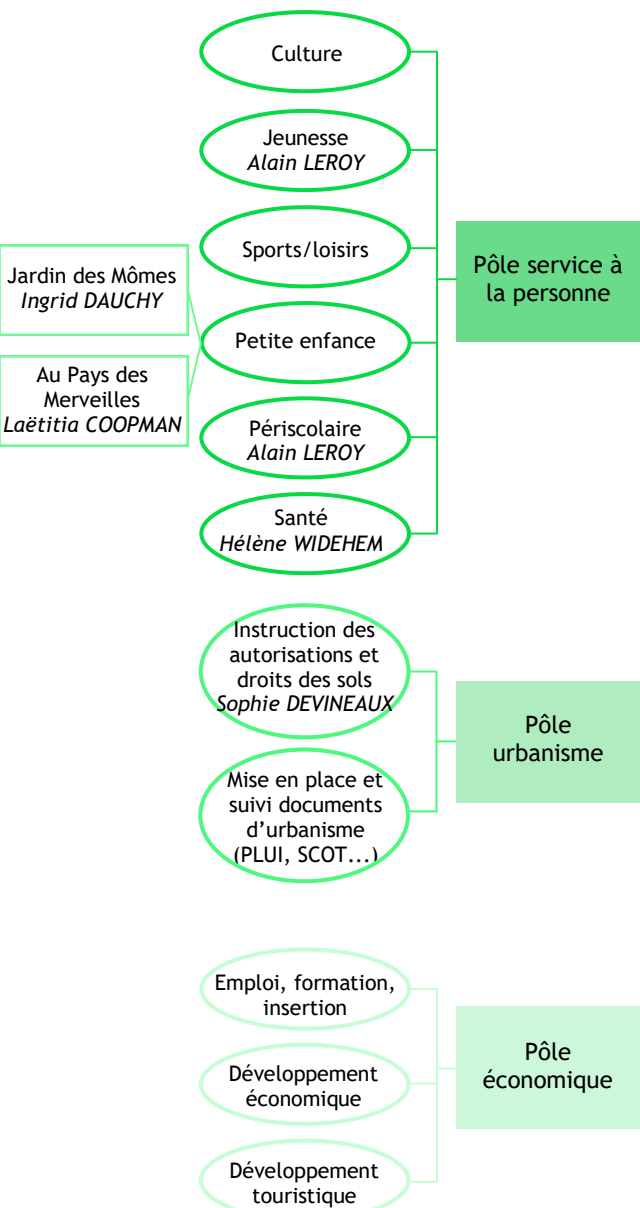 Culture
Jeunesse
Alain LEROY
Sports/loisirs
Pôle service à
la personne
Jardin des Mômes
Ingrid DAUCHY
Petite enfance
Au Pays des
Merveilles
Laëtitia COOPMAN
Périscolaire
Alain LEROY
Santé
Hélène WIDEHEM
Instruction des
autorisations et
droits des sols
Sophie DEVINEAUX
Pôle
urbanisme
Mise en place et
suivi documents
d’urbanisme
(PLUI, SCOT...)
Emploi, formation,
insertion
Pôle
économique
Développement
économique
Développement
touristique